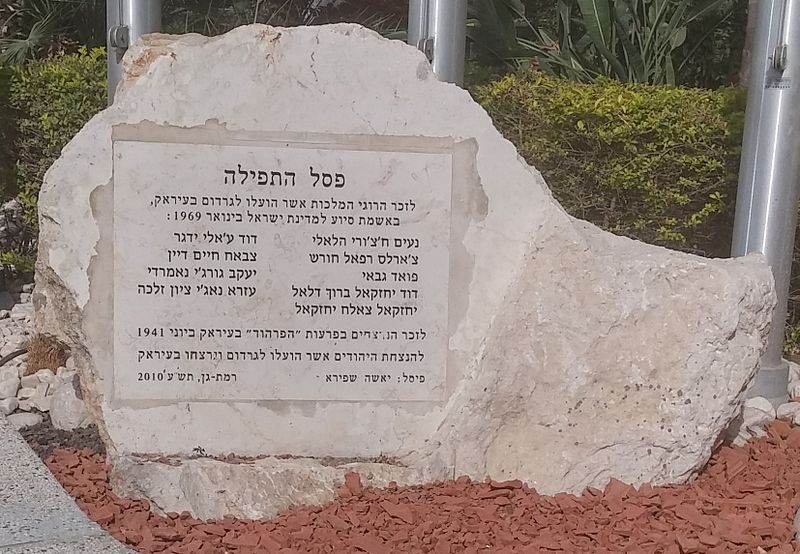 פסל התפילה
לזכר הרוגי המלכות אשר הועלו לגרדום בעיראק,
באשמת סיוע למדינת ישראל בינואר 1969:
נעים ח'צ'ורי הלאלי
צ'ארלס רפאל חורש
פואד גבאי
דוד יחזקאל ברוך דלאל
יחזקאל צאלח יחזקאל
דוד ע'אלי ידגר
צבאח חיים דיין
יעקב גורג'י נאמרדי
עזרא נאג'י ציון זלכה
לזכר בפרעות "הפרהוד" בעיראק ביוני 1941
להנצחת היהודים אשר הועלו לגרדום ונרצחו בעיראק
פיסל: יאשה שפירא רמת-גן, תש"ע 2010